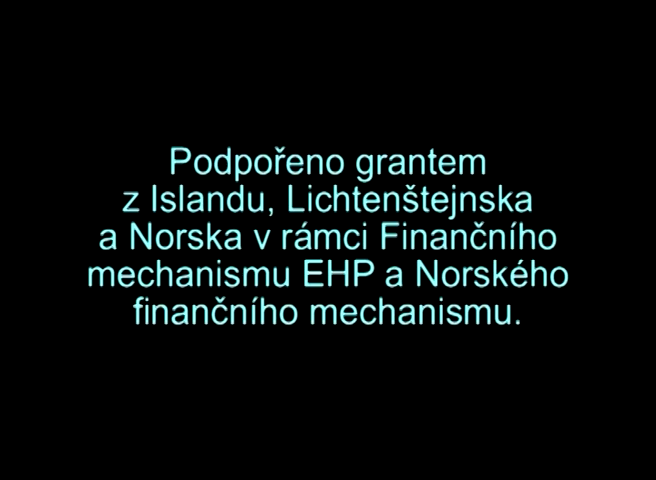 Podpořeno grantem
z Islandu, Lichtenštejnska
a Norska v rámci Finančního
mechanismu EHP a Norského
finančního mechanismu.